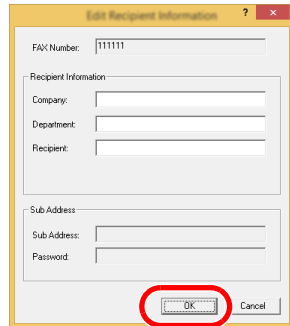 Edit Recipient Information ? ×
FAX Number: 111111
Recipient Information
Company:
Department:
Recipient:
Sub Address
Sub Address:
Password:
OK Cancel